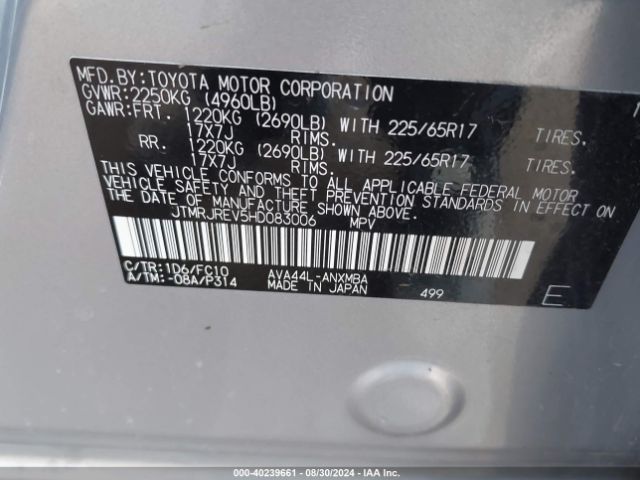 MFD.BY:TOYOTA MOTOR CORPORATION
GVWR:2250KG (4960LB)
GAWR:FRT. 1220KG (2690LB) WITH 225/65R17 TIRES.
17X7J RIMS.
RR. 1220KG (2690LB) WITH 225/65R17 TIRES.
17X7J RIMS.
THIS VEHICLE CONFORMS TO ALL APPLICABLE FEDERAL MOTOR
VEHICLE SAFETY AND THEFT PREVENTION STANDARDS IN EFFECT ON
THE DATE OF MANUFACTURE SHOWN ABOVE.
JTMRJREV5HD083006 MPV
C/TR:1D6/FC10 AVA44L-ANXMBA
A/TM:-08A/P314 MADE IN JAPAN 499 E
000-40239661 - 08/30/2024 - IAA Inc.